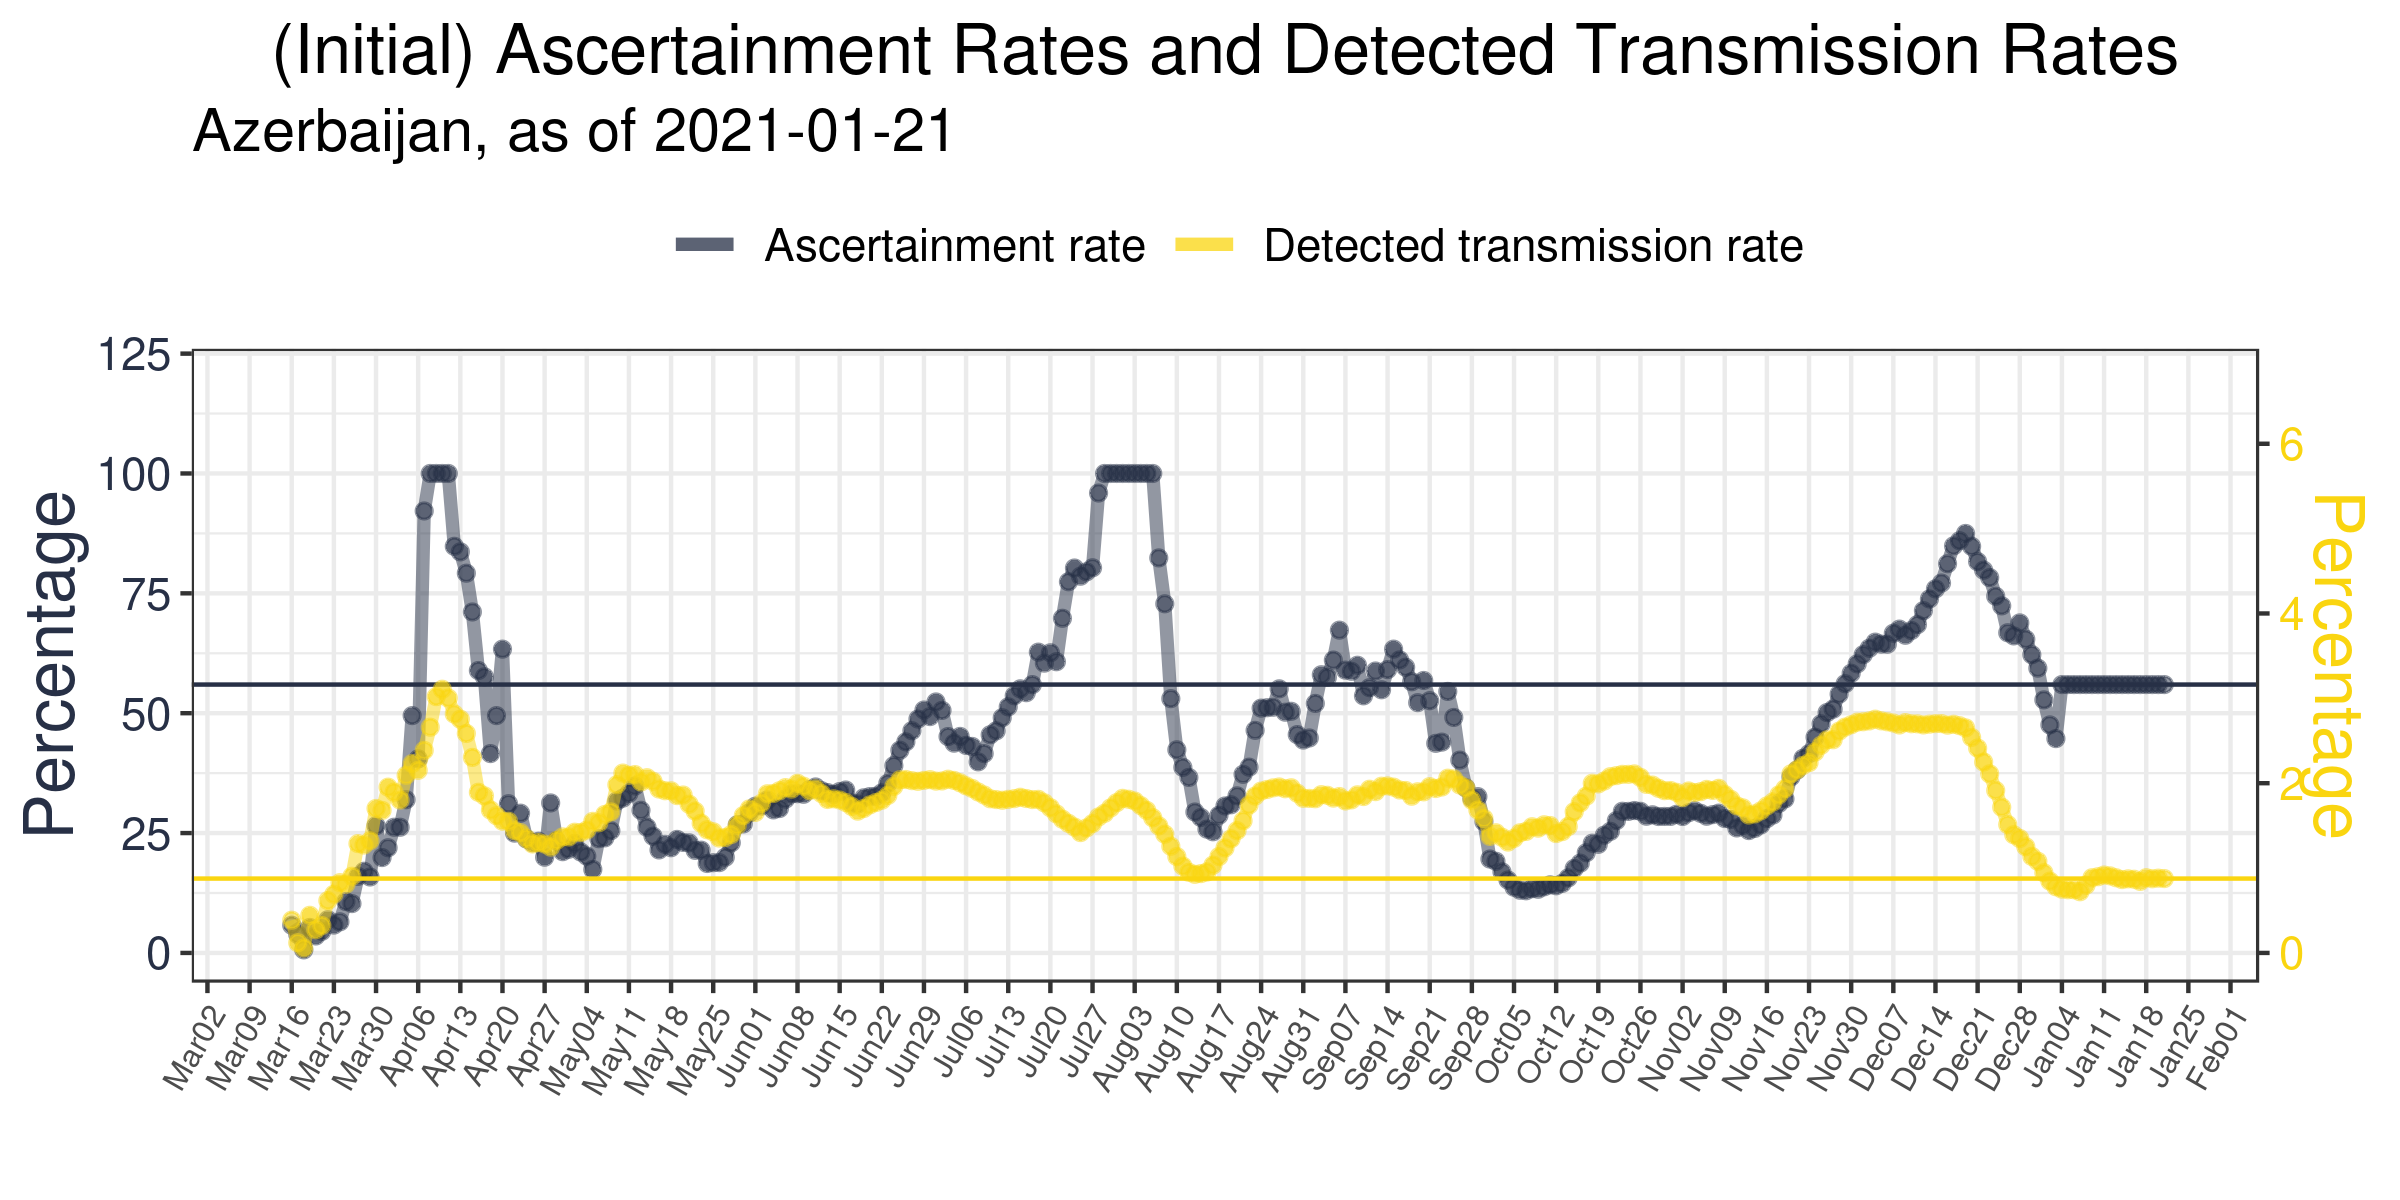 (Initial) Ascertainment Rates and Detected Transmission Rates
Azerbaijan, as of 2021-01-21
Ascertainment rate
Detected transmission rate
Percentage
125
100
75
50
25
0
6
4
2
0
Percentage
Mar02
Mar09
Mar16
Mar23
Mar30
Apr06
Apr13
Apr20
Apr27
May04
May11
May18
May25
Jun01
Jun08
Jun15
Jun22
Jun29
Jul06
Jul13
Jul20
Jul27
Aug03
Aug10
Aug17
Aug24
Aug31
Sep07
Sep14
Sep21
Sep28
Oct05
Oct12
Oct19
Oct26
Nov02
Nov09
Nov16
Nov23
Nov30
Dec07
Dec14
Dec21
Dec28
Jan04
Jan11
Jan18
Jan25
Feb01